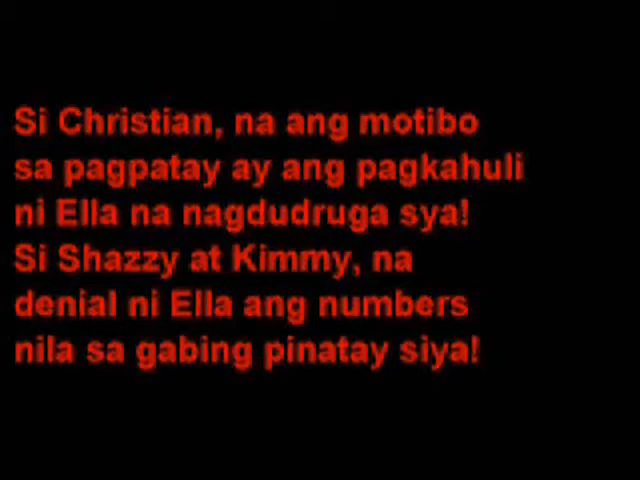 Si Christian, na ang motibo
sa pagpatay ay ang pagkahuli
ni Ella na nagdudruga sya!
Si Shazzy at Kimmy, na
denial ni Ella ang numbers
nila sa gabing pinatay siya!